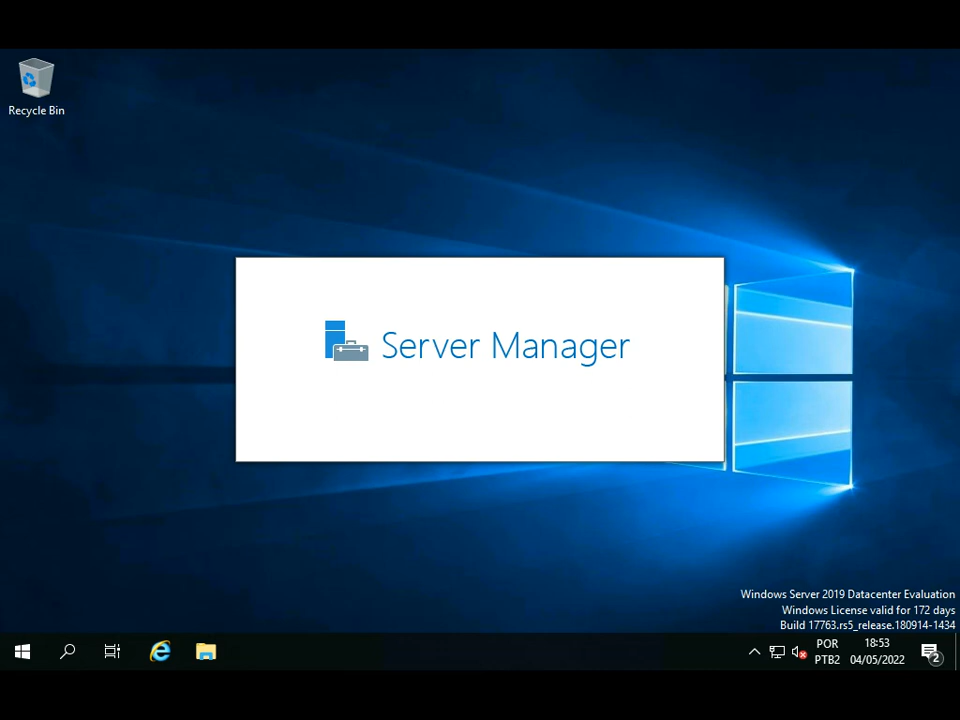 Recycle Bin
Server Manager
Windows Server 2019 Datacenter Evaluation
Windows License valid for 172 days
Build 17763.rs5_release.180914-1434
POR
PTB2
18:53
04/05/2022
2